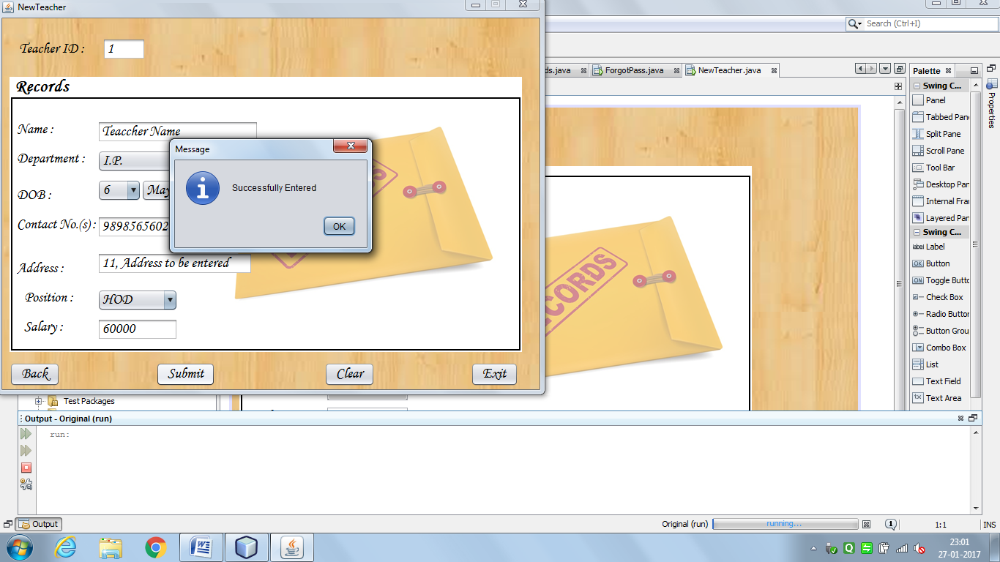 NewTeacher
Teacher ID : 1
Records
Name : Teaccher Name
Department : I.P.
DOB : 6 May
Contact No.(s) : 9898565602
Address : 11, Address to be entered
Position : HOD
Salary : 60000
Back Submit Clear Exit
Message
Successfully Entered
OK
Search (Ctrl+I)
ds.java ForgotPass.java NewTeacher.java
ECORDS
Palette
Swing C...
Panel
Tabbed Pane
Split Pane
Scroll Pane
Tool Bar
Desktop Pan
Internal Fra
Layered Pan
Swing C...
label Label
OK Button
ON Toggle Butto
Check Box
Radio Button
Button Grou
Combo Box
List
Text Field
Text Area
Properties
Test Packages
Output - Original (run)
run:
Output
Original (run) running...
1
1:1 INS
23:01
27-01-2017